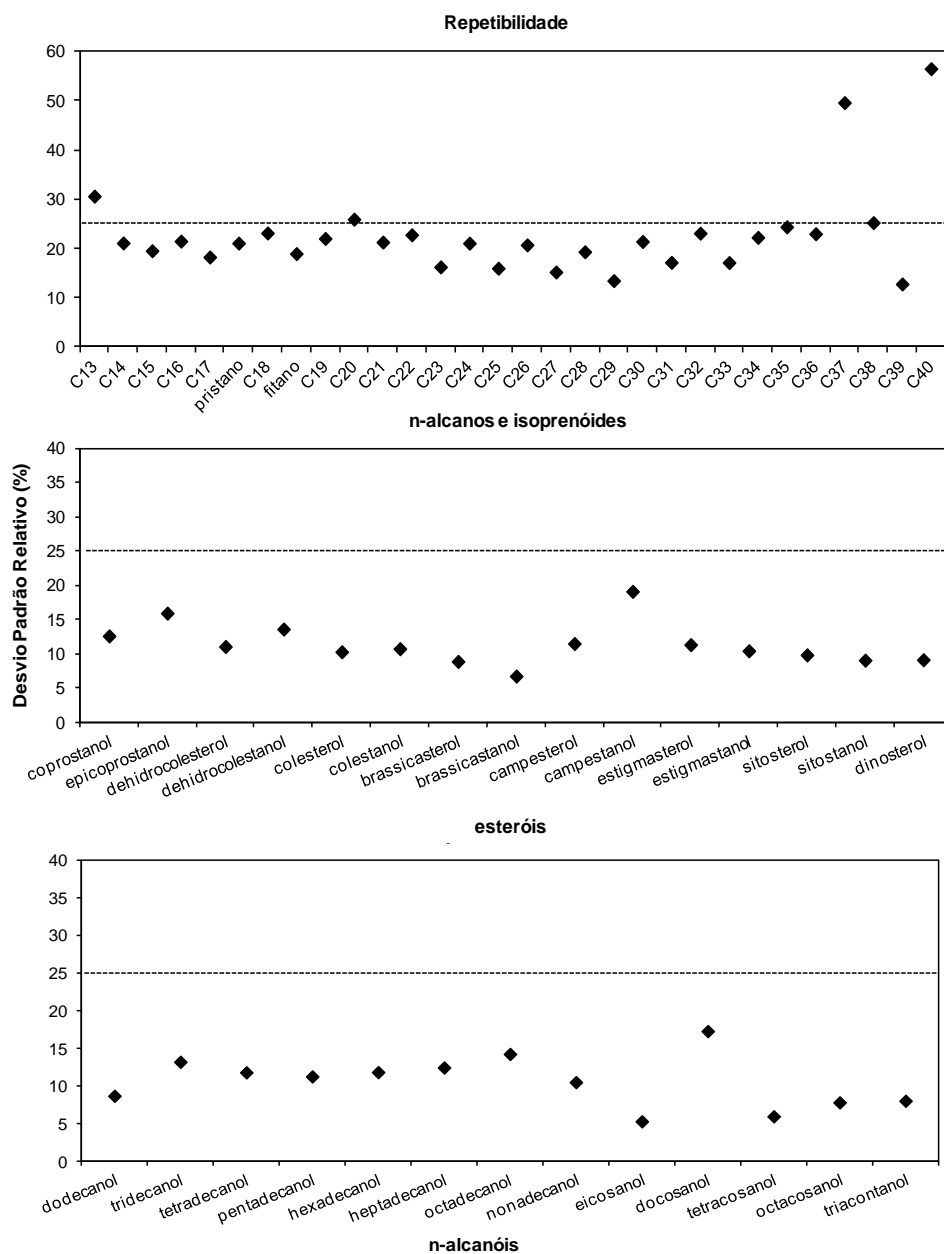 Repetibilidade
60
50
40
30
20
10
0
C13
C14
C15
C16
C17
pristano
C18
fitano
C19
C20
C21
C22
C23
C24
C25
C26
C27
C28
C29
C30
C31
C32
C33
C34
C35
C36
C37
C38
C39
C40
n-alcanos e isoprenóides
Desvio Padrão Relativo (%)
40
35
30
25
20
15
10
5
0
coprostanol
epicoprostanol
dehidrocolesterol
dehidrocolestanol
colesterol
colestanol
brassicasterol
brassicastanol
campesterol
campestanol
estigmasterol
estigmastanol
sitosterol
sitostanol
dinosterol
esteróis
40
35
30
25
20
15
10
5
0
dodecanol
tridecanol
tetradecanol
pentadecanol
hexadecanol
heptadecanol
octadecanol
nonadecanol
eicosanol
docosanol
tetracosanol
octacosanol
triacontanol
n-alcanóis